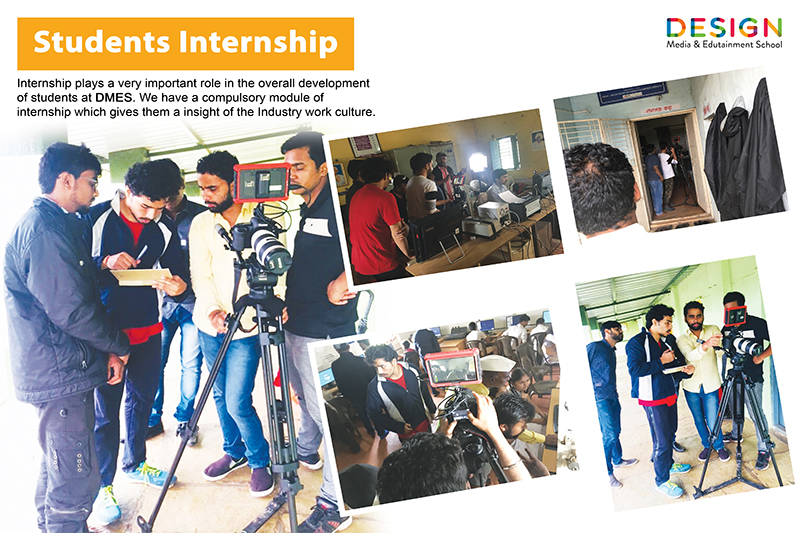 Students Internship
DESIGN
Media & Edutainment School
Internship plays a very important role in the overall development
of students at DMES. We have a compulsory module of
internship which gives them a insight of the Industry work culture.